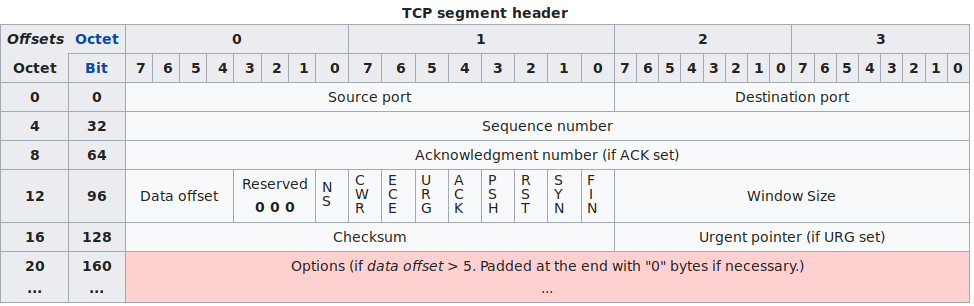 TCP segment header
Offsets Octet 0 1 2 3
Octet Bit 7 6 5 4 3 2 1 0 7 6 5 4 3 2 1 0 7 6 5 4 3 2 1 0 7 6 5 4 3 2 1 0
0 0 Source port Destination port
4 32 Sequence number
8 64 Acknowledgment number (if ACK set)
12 96 Data offset Reserved 0 0 0 NS CWR ECE URG ACK PSH RST SYN FIN Window Size
16 128 Checksum Urgent pointer (if URG set)
20 160 Options (if data offset > 5. Padded at the end with "0" bytes if necessary.)
... ... ...